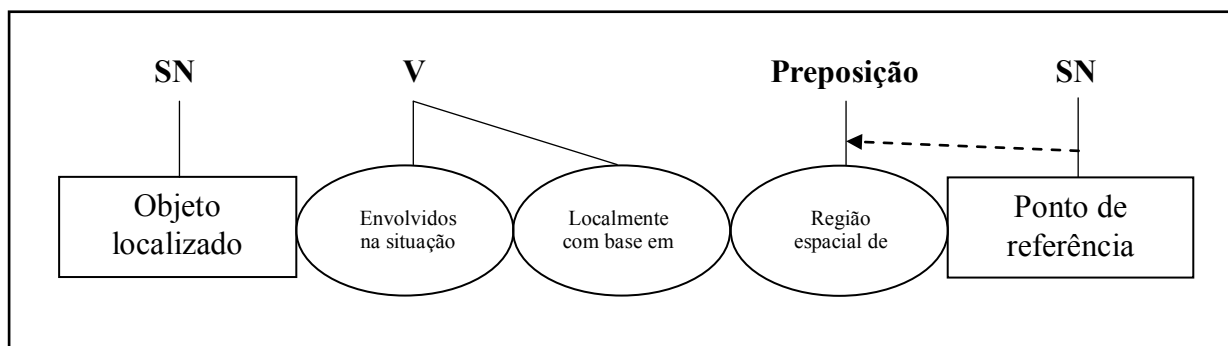 SN V Preposição SN
Objeto
localizado
Envolvidos
na situação
Localmente
com base em
Região
espacial de
Ponto de
referência